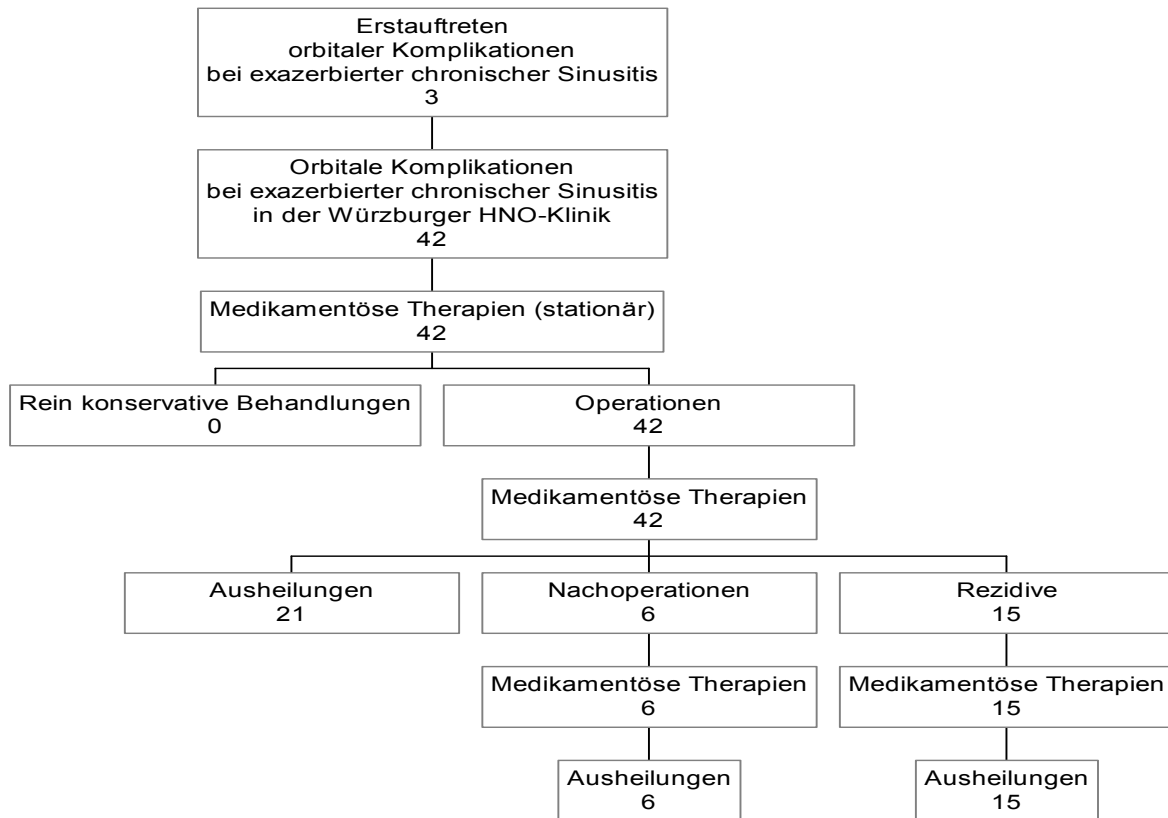 Erstauftreten
orbitaler Komplikationen
bei exazerbierter chronischer Sinusitis
3
Orbitale Komplikationen
bei exazerbierter chronischer Sinusitis
in der Würzburger HNO-Klinik
42
Medikamentöse Therapien (stationär)
42
Rein konservative Behandlungen
0
Operationen
42
Medikamentöse Therapien
42
Ausheilungen
21
Nachoperationen
6
Rezidive
15
Medikamentöse Therapien
6
Medikamentöse Therapien
15
Ausheilungen
6
Ausheilungen
15